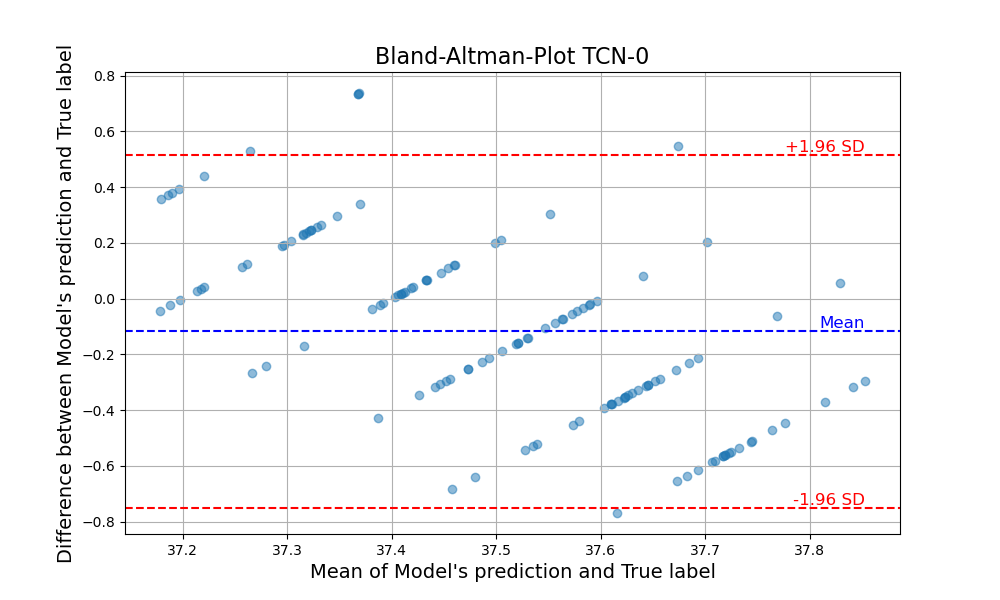 Bland-Altman-Plot TCN-0
Difference between Model's prediction and True label
0.8
0.6
0.4
0.2
0.0
−0.2
−0.4
−0.6
−0.8
+1.96 SD
Mean
-1.96 SD
37.2 37.3 37.4 37.5 37.6 37.7 37.8
Mean of Model's prediction and True label